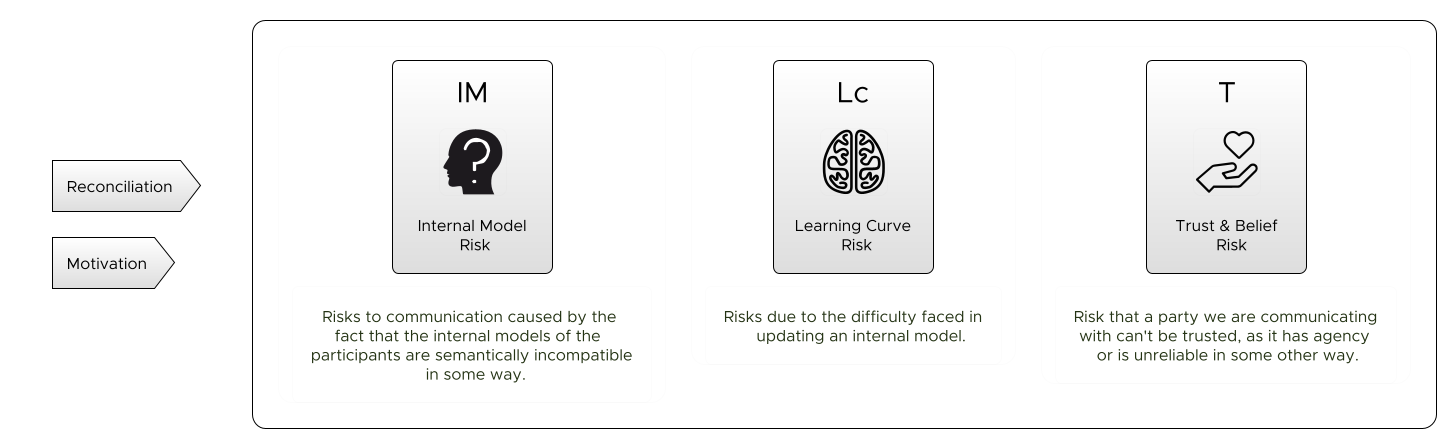 Reconciliation
Motivation
IM
Internal Model
Risk
Risks to communication caused by the
fact that the internal models of the
participants are semantically incompatible
in some way.
Lc
Learning Curve
Risk
Risks due to the difficulty faced in
updating an internal model.
T
Trust & Belief
Risk
Risk that a party we are communicating
with can't be trusted, as it has agency
or is unreliable in some other way.